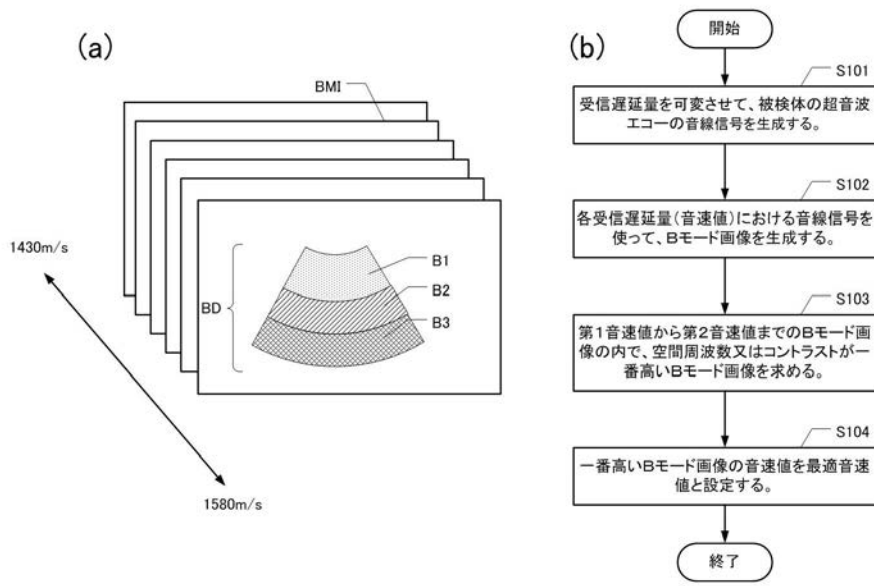 (a)
BMI
1430m/s
BD
B1
B2
B3
1580m/s
(b)
開始
S101
受信遅延量を可変させて、被検体の超音波
エコーの音線信号を生成する。
S102
各受信遅延量(音速値)における音線信号を
使って、Bモード画像を生成する。
S103
第1音速値から第2音速値までのBモード画
像の内で、空間周波数又はコントラストが一
番高いBモード画像を求める。
S104
一番高いBモード画像の音速値を最適音速
値と設定する。
終了